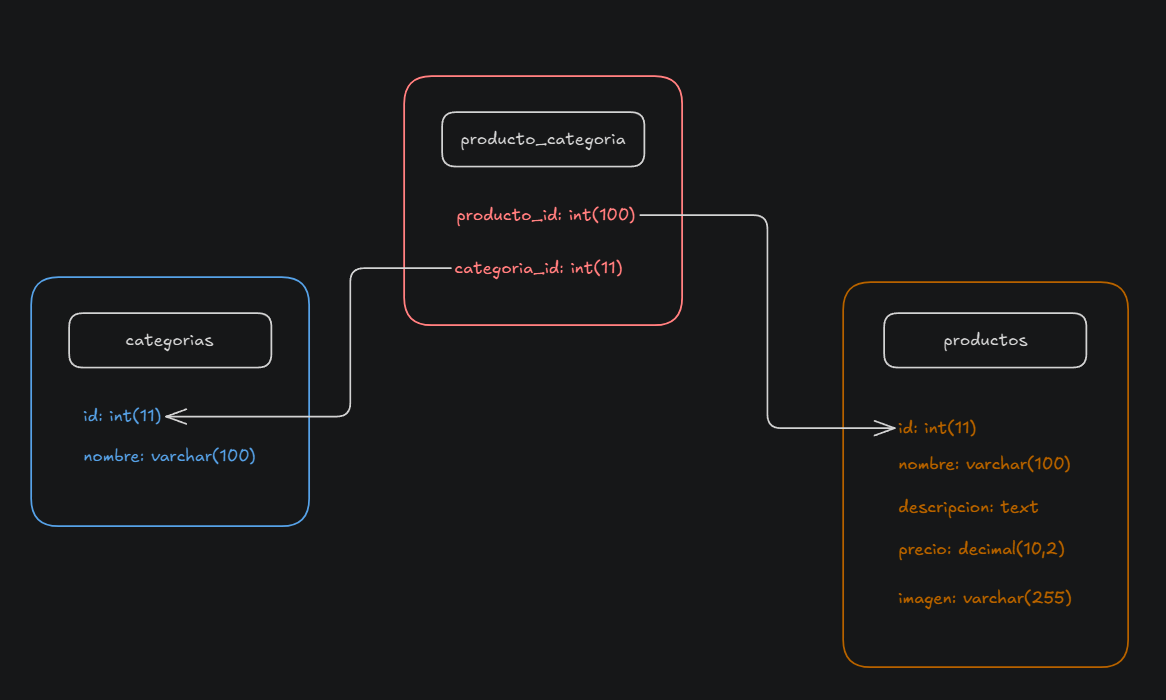 producto_categoria
producto_id: int(100)
categoria_id: int(11)
categorias
id: int(11)
nombre: varchar(100)
productos
id: int(11)
nombre: varchar(100)
descripcion: text
precio: decimal(10,2)
imagen: varchar(255)